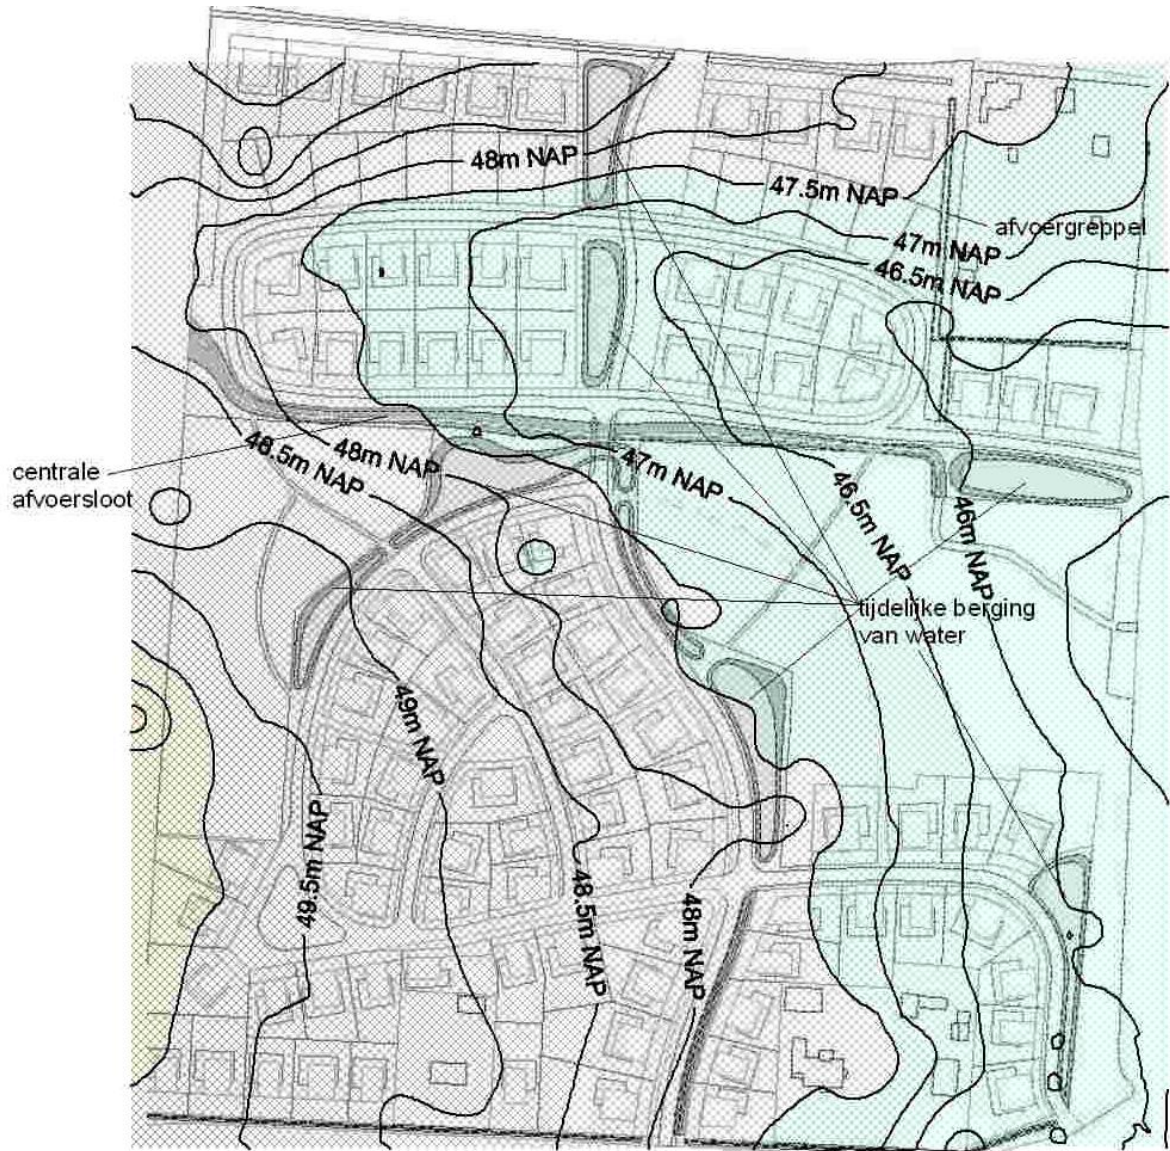 48m NAP
47.5m NAP
afvoergreppel
47m NAP
46.5m NAP
48m NAP
48.5m NAP
47m NAP
46.5m NAP
46m NAP
centrale
afvoersloot
tijdelijke berging
van water
49m NAP
49.5m NAP
48.5m NAP
48m NAP